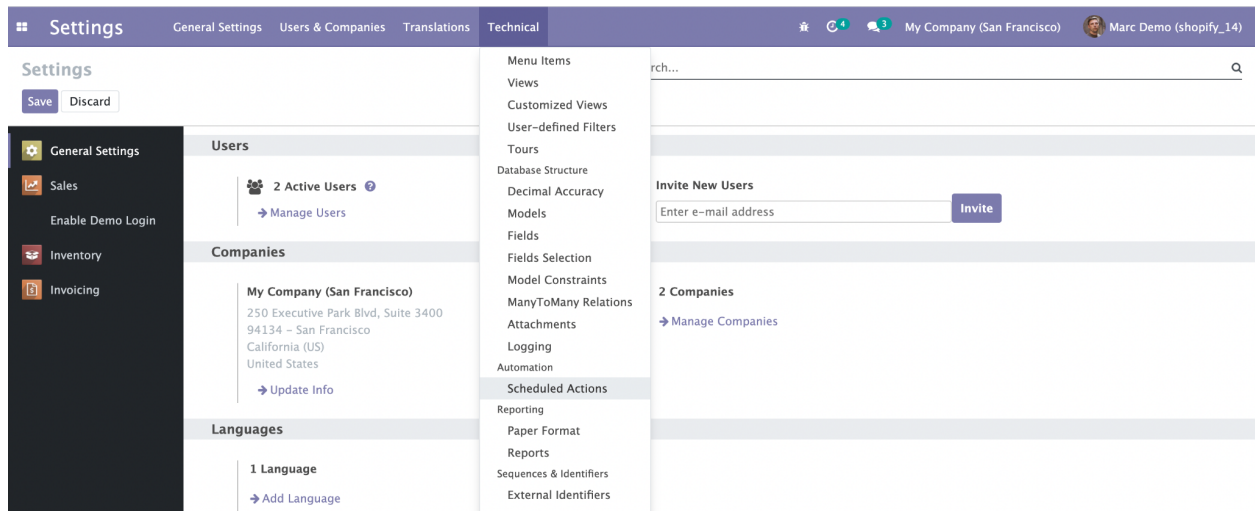 Settings General Settings Users & Companies Translations Technical 4 3 My Company (San Francisco) Marc Demo (shopify_14)
Settings
rch...
Save Discard
Menu Items
Views
Customized Views
User-defined Filters
Tours
Database Structure
Decimal Accuracy
Models
Fields
Fields Selection
Model Constraints
ManyToMany Relations
Attachments
Logging
Automation
Scheduled Actions
Reporting
Paper Format
Reports
Sequences & Identifiers
External Identifiers
General Settings
Sales
Enable Demo Login
Inventory
Invoicing
Users
2 Active Users ?
Manage Users
Invite New Users
Enter e-mail address Invite
Companies
My Company (San Francisco)
250 Executive Park Blvd, Suite 3400
94134 - San Francisco
California (US)
United States
Update Info
2 Companies
Manage Companies
Languages
1 Language
Add Language